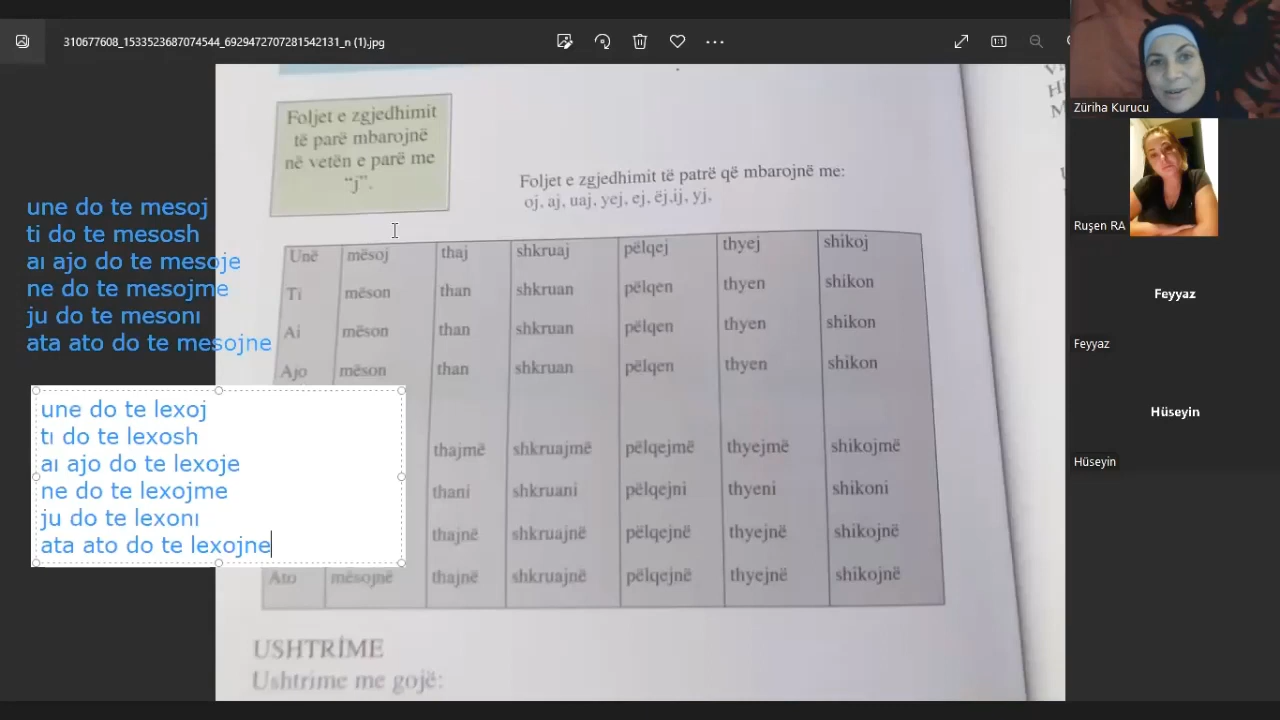 310677608_1533523687074544_6929472707281542131_n (1).jpg
Foljet e zgjedhimit
të parë mbarojnë
në vetën e parë me
“j”.
Foljet e zgjedhimit të patrë që mbarojnë me:
oj, aj, uaj, yej, ej, ëj,ij, yj,
une do te mesoj
ti do te mesosh
aı ajo do te mesoje
ne do te mesojme
ju do te mesonı
ata ato do te mesojne
une do te lexoj
tı do te lexosh
aı ajo do te lexoje
ne do te lexojme
ju do te lexonı
ata ato do te lexojne
Unë mësoj thaj shkruaj pëlqej thyej shikoj
Ti mëson than shkruan pëlqen thyen shikon
Ai mëson than shkruan pëlqen thyen shikon
Ajo mëson than shkruan pëlqen thyen shikon
thajmë shkruajmë pëlqejmë thyejmë shikojmë
thani shkruani pëlqejni thyeni shikoni
thajnë shkruajnë pëlqejnë thyejnë shikojnë
Ato mësojnë thajnë shkruajnë pëlqejnë thyejnë shikojnë
USHTRİME
Ushtrime me gojë:
Züriha Kurucu
Ruşen RA
Feyyaz
Feyyaz
Hüseyin
Hüseyin